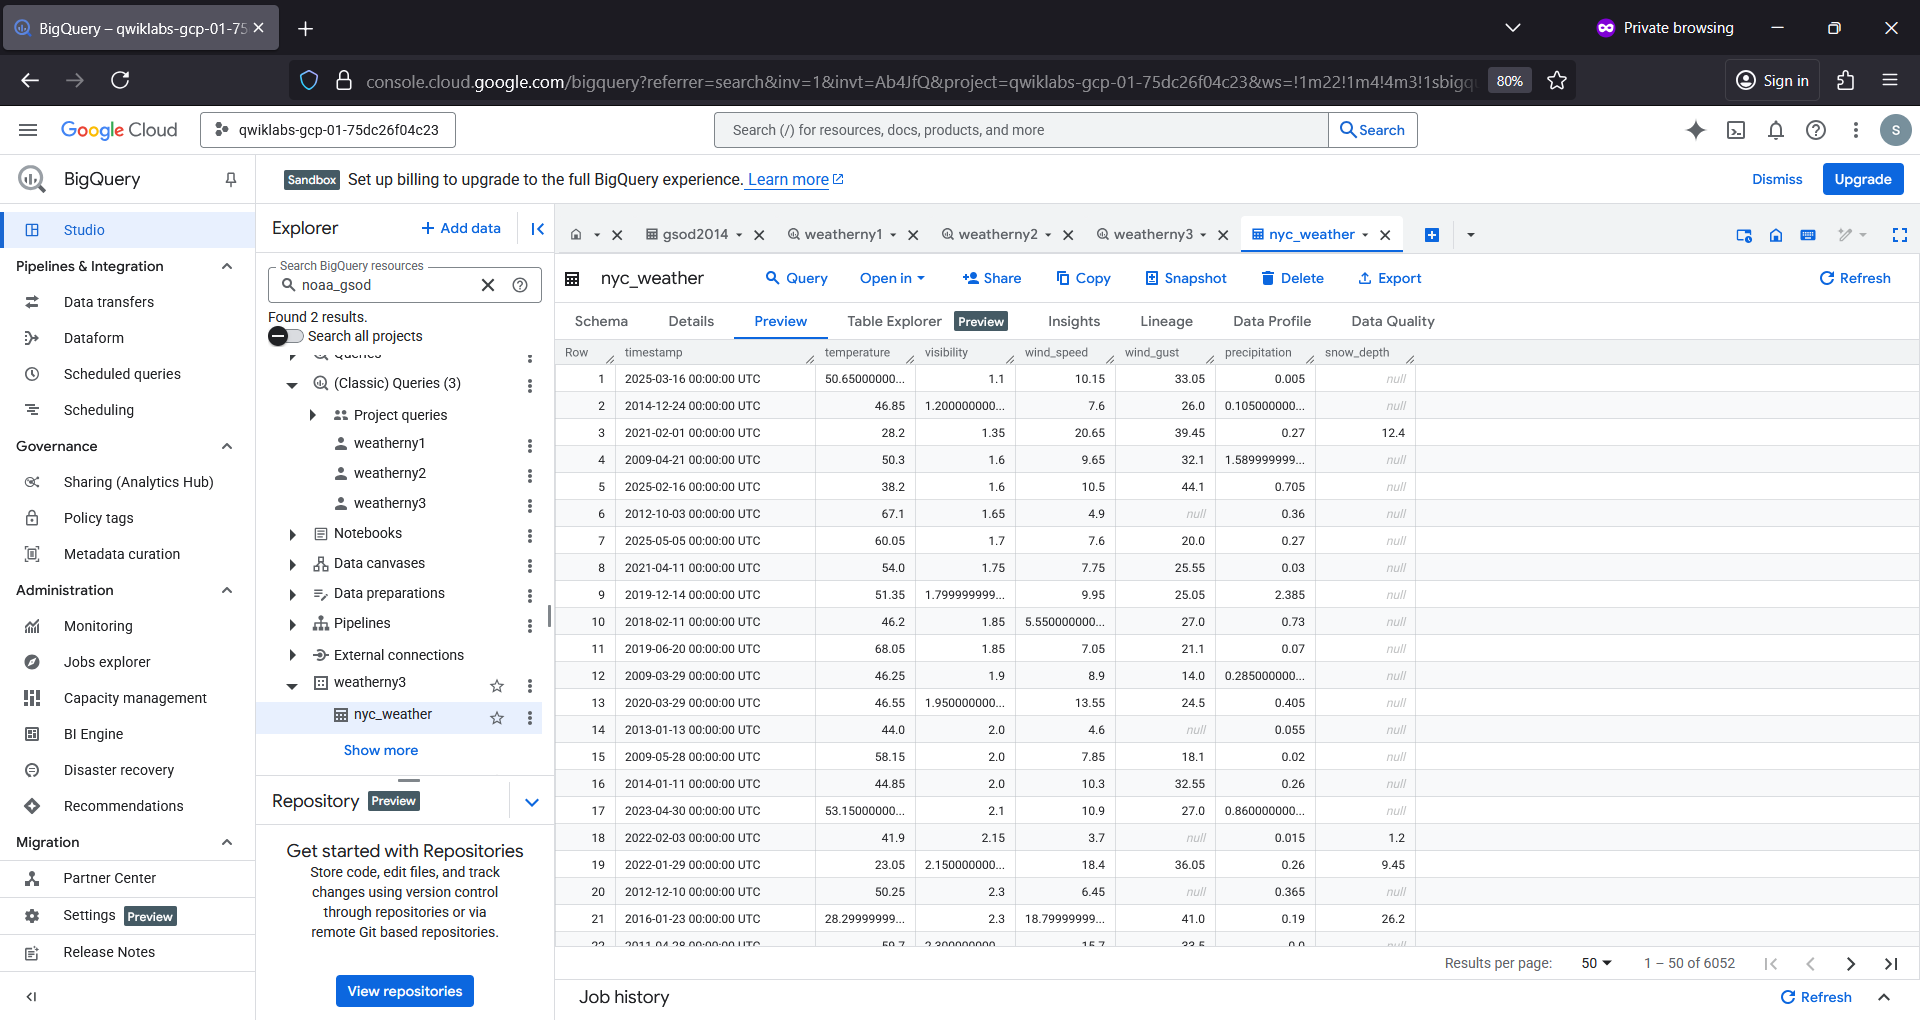 BigQuery – qwiklabs-gcp-01-75
Private browsing
console.cloud.google.com/bigquery?referrer=search&inv=1&invt=Ab4JfQ&project=qwiklabs-gcp-01-75dc26f04c23&ws=!1m22!1m4!4m3!1sbigqu
80%
Sign in
Google Cloud
qwiklabs-gcp-01-75dc26f04c23
Search (/) for resources, docs, products, and more
Search
S
BigQuery
Sandbox Set up billing to upgrade to the full BigQuery experience. Learn more
Dismiss
Upgrade
Studio
Pipelines & Integration
Data transfers
Dataform
Scheduled queries
Scheduling
Governance
Sharing (Analytics Hub)
Policy tags
Metadata curation
Administration
Monitoring
Jobs explorer
Capacity management
BI Engine
Disaster recovery
Recommendations
Migration
Partner Center
Settings Preview
Release Notes
Explorer
+ Add data
Search BigQuery resources
noaa_gsod
Found 2 results.
Search all projects
Queries
(Classic) Queries (3)
Project queries
weatherny1
weatherny2
weatherny3
Notebooks
Data canvases
Data preparations
Pipelines
External connections
weatherny3
nyc_weather
Show more
Repository Preview
Get started with Repositories
Store code, edit files, and track
changes using version control
through repositories or via
remote Git based repositories.
View repositories
gsod2014
weatherny1
weatherny2
weatherny3
nyc_weather
nyc_weather
Query
Open in
Share
Copy
Snapshot
Delete
Export
Refresh
Schema
Details
Preview
Table Explorer Preview
Insights
Lineage
Data Profile
Data Quality
Row timestamp temperature visibility wind_speed wind_gust precipitation snow_depth
1 2025-03-16 00:00:00 UTC 50.65000000... 1.1 10.15 33.05 0.005 null
2 2014-12-24 00:00:00 UTC 46.85 1.200000000... 7.6 26.0 0.105000000... null
3 2021-02-01 00:00:00 UTC 28.2 1.35 20.65 39.45 0.27 12.4
4 2009-04-21 00:00:00 UTC 50.3 1.6 9.65 32.1 1.589999999... null
5 2025-02-16 00:00:00 UTC 38.2 1.6 10.5 44.1 0.705 null
6 2012-10-03 00:00:00 UTC 67.1 1.65 4.9 null 0.36 null
7 2025-05-05 00:00:00 UTC 60.05 1.7 7.6 20.0 0.27 null
8 2021-04-11 00:00:00 UTC 54.0 1.75 7.75 25.55 0.03 null
9 2019-12-14 00:00:00 UTC 51.35 1.799999999... 9.95 25.05 2.385 null
10 2018-02-11 00:00:00 UTC 46.2 1.85 5.550000000... 27.0 0.73 null
11 2019-06-20 00:00:00 UTC 68.05 1.85 7.05 21.1 0.07 null
12 2009-03-29 00:00:00 UTC 46.25 1.9 8.9 14.0 0.285000000... null
13 2020-03-29 00:00:00 UTC 46.55 1.950000000... 13.55 24.5 0.405 null
14 2013-01-13 00:00:00 UTC 44.0 2.0 4.6 null 0.055 null
15 2009-05-28 00:00:00 UTC 58.15 2.0 7.85 18.1 0.02 null
16 2014-01-11 00:00:00 UTC 44.85 2.0 10.3 32.55 0.26 null
17 2023-04-30 00:00:00 UTC 53.15000000... 2.1 10.9 27.0 0.860000000... null
18 2022-02-03 00:00:00 UTC 41.9 2.15 3.7 null 0.015 1.2
19 2022-01-29 00:00:00 UTC 23.05 2.150000000... 18.4 36.05 0.26 9.45
20 2012-12-10 00:00:00 UTC 50.25 2.3 6.45 null 0.365 null
21 2016-01-23 00:00:00 UTC 28.29999999... 2.3 18.79999999... 41.0 0.19 26.2
22 2011-04-28 00:00:00 UTC 59.7 2.300000000... 15.7 33.5 0.0 null
Results per page: 50 1 – 50 of 6052
Job history
Refresh